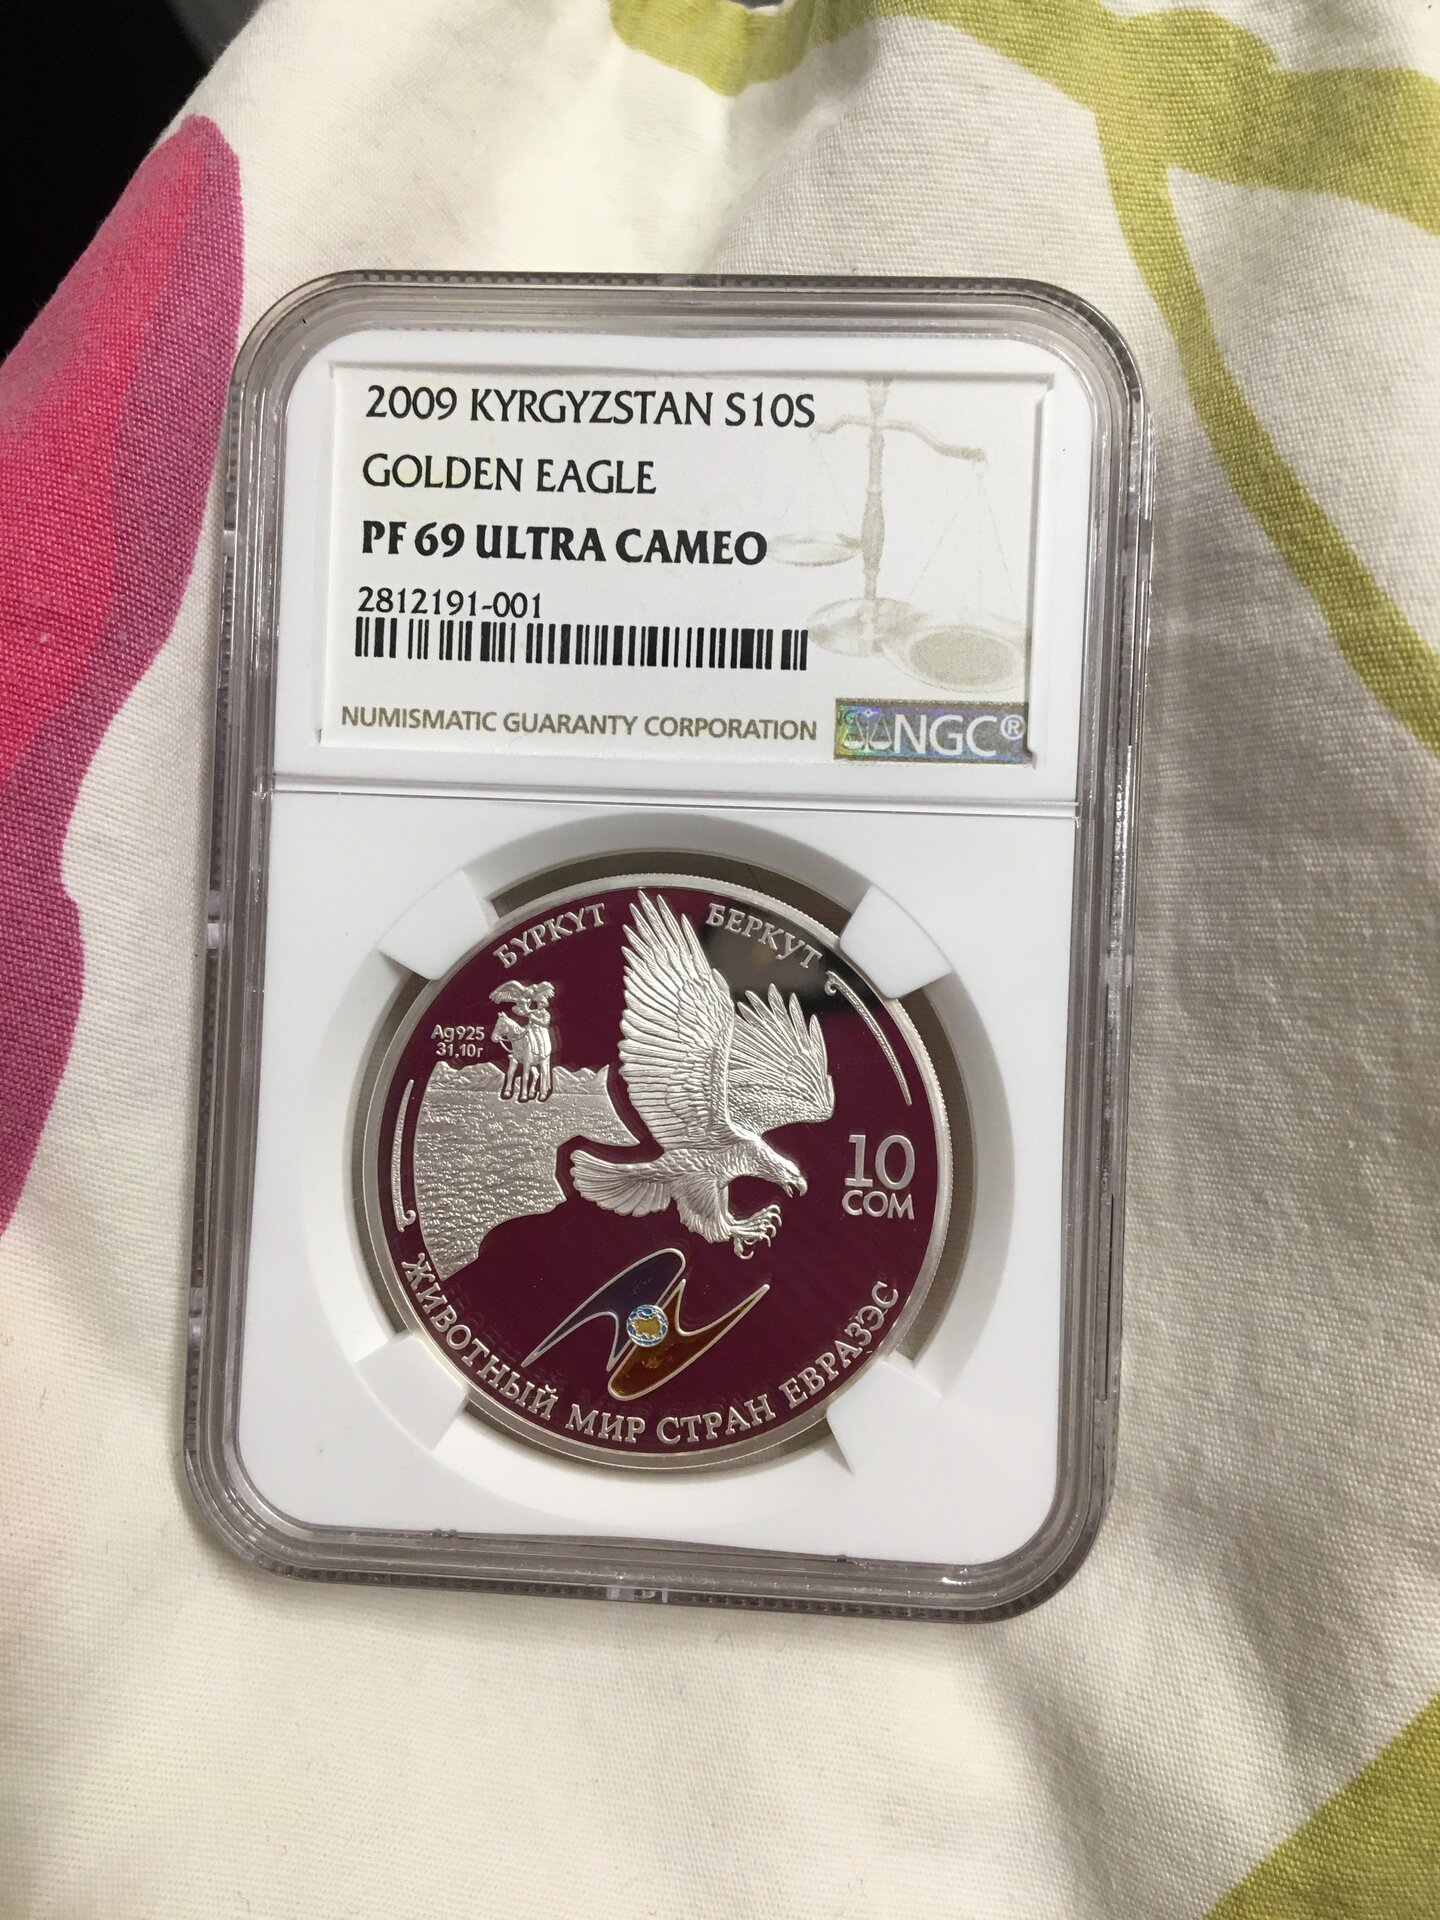 2009 KYRGYZSTAN S10S
GOLDEN EAGLE
PF 69 ULTRA CAMEO
2812191-001
NUMISMATIC GUARANTY CORPORATION
NGC®
БҮРКҮТ
БЕРКУТ
Ag925
31,10г
10
СОМ
ЖИВОТНЫЙ МИР СТРАН ЕВРАЗЭС